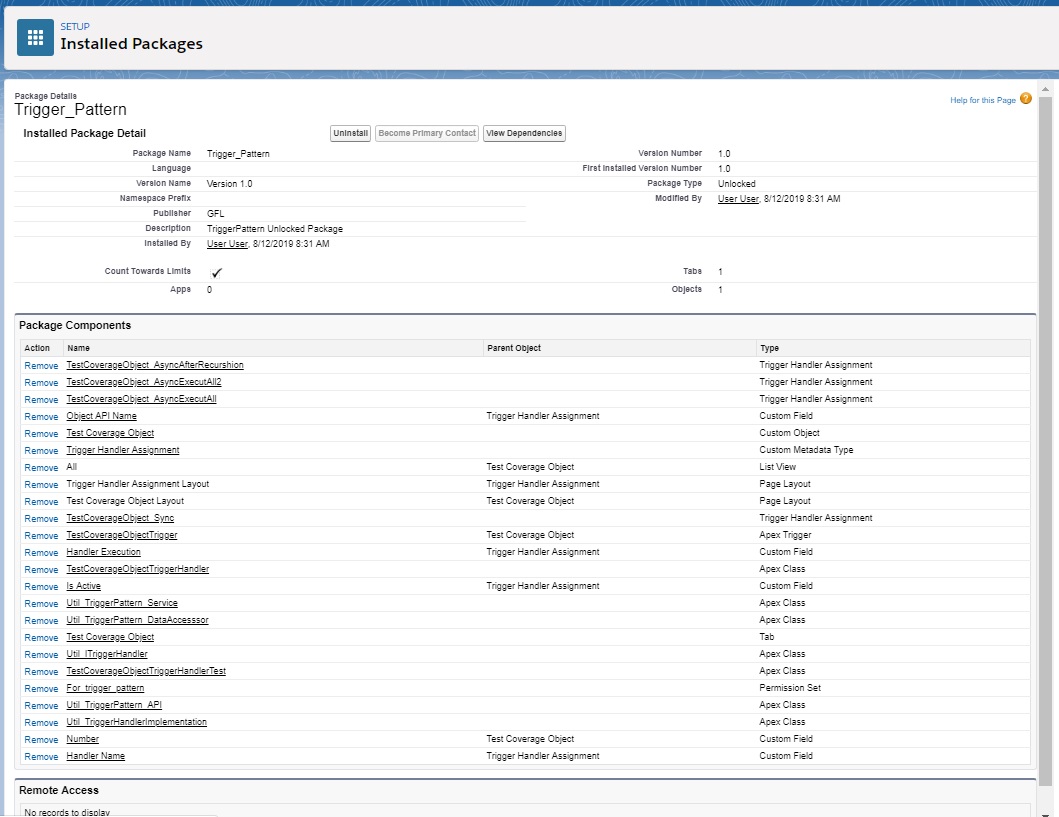 SETUP
Installed Packages
Package Details
Trigger_Pattern
Help for this Page ?
Installed Package Detail Uninstall Become Primary Contact View Dependencies
Package Name Trigger_Pattern Version Number 1.0
Language First Installed Version Number 1.0
Version Name Version 1.0 Package Type Unlocked
Namespace Prefix Modified By User User, 8/12/2019 8:31 AM
Publisher GFL
Description TriggerPattern Unlocked Package
Installed By User User, 8/12/2019 8:31 AM
Count Towards Limits ✓ Tabs 1
Apps 0 Objects 1
Package Components
Action Name Parent Object Type
Remove TestCoverageObject_AsyncAfterRecurshion Trigger Handler Assignment
Remove TestCoverageObject_AsyncExecutAll2 Trigger Handler Assignment
Remove TestCoverageObject_AsyncExecutAll Trigger Handler Assignment
Remove Object API Name Trigger Handler Assignment Custom Field
Remove Test Coverage Object Custom Object
Remove Trigger Handler Assignment Custom Metadata Type
Remove All Test Coverage Object List View
Remove Trigger Handler Assignment Layout Trigger Handler Assignment Page Layout
Remove Test Coverage Object Layout Test Coverage Object Page Layout
Remove TestCoverageObject_Sync Trigger Handler Assignment
Remove TestCoverageObjectTrigger Test Coverage Object Apex Trigger
Remove Handler Execution Trigger Handler Assignment Custom Field
Remove TestCoverageObjectTriggerHandler Apex Class
Remove Is Active Trigger Handler Assignment Custom Field
Remove Util_TriggerPattern_Service Apex Class
Remove Util_TriggerPattern_DataAccesssor Apex Class
Remove Test Coverage Object Tab
Remove Util_ITriggerHandler Apex Class
Remove TestCoverageObjectTriggerHandlerTest Apex Class
Remove For_trigger_pattern Permission Set
Remove Util_TriggerPattern_API Apex Class
Remove Util_TriggerHandlerImplementation Apex Class
Remove Number Test Coverage Object Custom Field
Remove Handler Name Trigger Handler Assignment Custom Field
Remote Access
No records to display